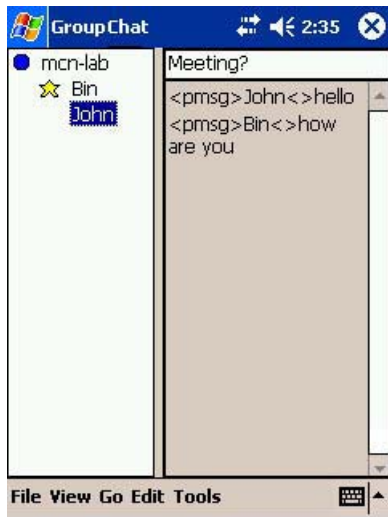 GroupChat 2:35
mcn-lab
Bin
John
Meeting?
<pmsg>John<>hello
<pmsg>Bin<>how
are you
File View Go Edit Tools